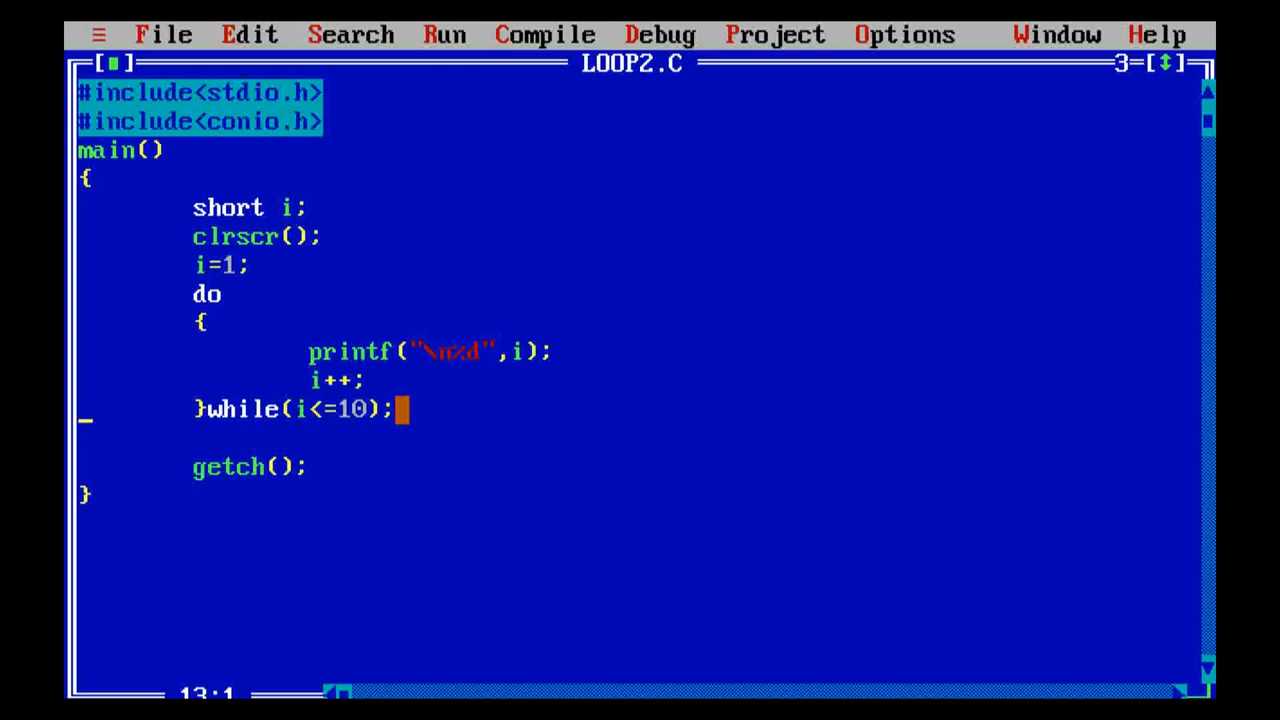 ≡ File Edit Search Run Compile Debug Project Options Window Help
[■] LOOP2.C 3=[↕]
#include<stdio.h>
#include<conio.h>
main()
{
short i;
clrscr();
i=1;
do
{
printf("\n%d",i);
i++;
}while(i<=10);
getch();
}
13:1